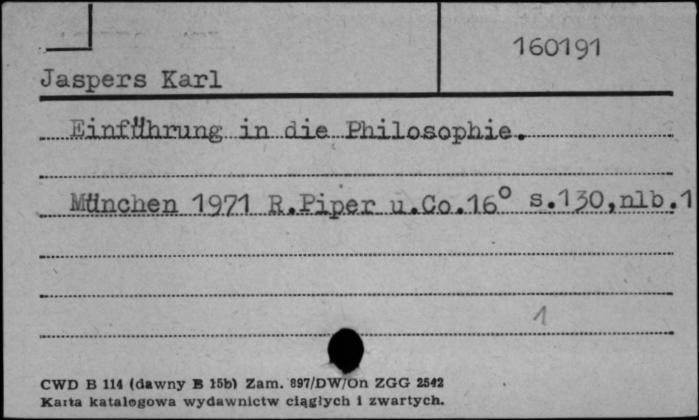 160191
Jaspers Karl
Einführung in die Philosophie.
München 1971 R.Piper u.Co.16° s.130,nlb.1
1
CWD B 114 (dawny B 15b) Zam. 897/DW/On ZGG 2542
Karta katalogowa wydawnictw ciągłych i zwartych.